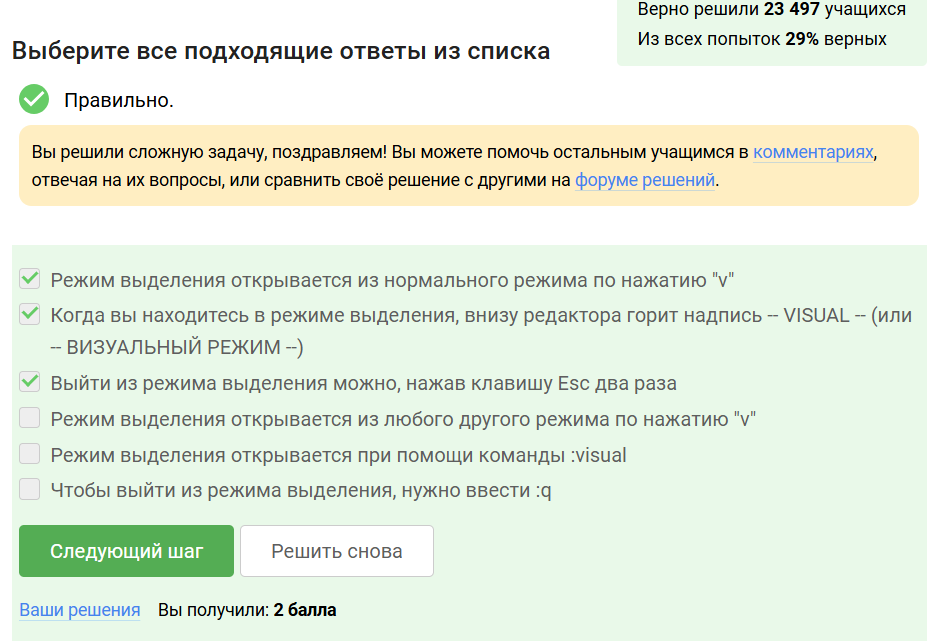 Верно решили 23 497 учащихся
Из всех попыток 29% верных
Выберите все подходящие ответы из списка
Правильно.
Вы решили сложную задачу, поздравляем! Вы можете помочь остальным учащимся в комментариях,
отвечая на их вопросы, или сравнить своё решение с другими на форуме решений.
Режим выделения открывается из нормального режима по нажатию "v"
Когда вы находитесь в режиме выделения, внизу редактора горит надпись -- VISUAL -- (или
-- ВИЗУАЛЬНЫЙ РЕЖИМ --)
Выйти из режима выделения можно, нажав клавишу Esc два раза
Режим выделения открывается из любого другого режима по нажатию "v"
Режим выделения открывается при помощи команды :visual
Чтобы выйти из режима выделения, нужно ввести :q
Следующий шаг
Решить снова
Ваши решения Вы получили: 2 балла